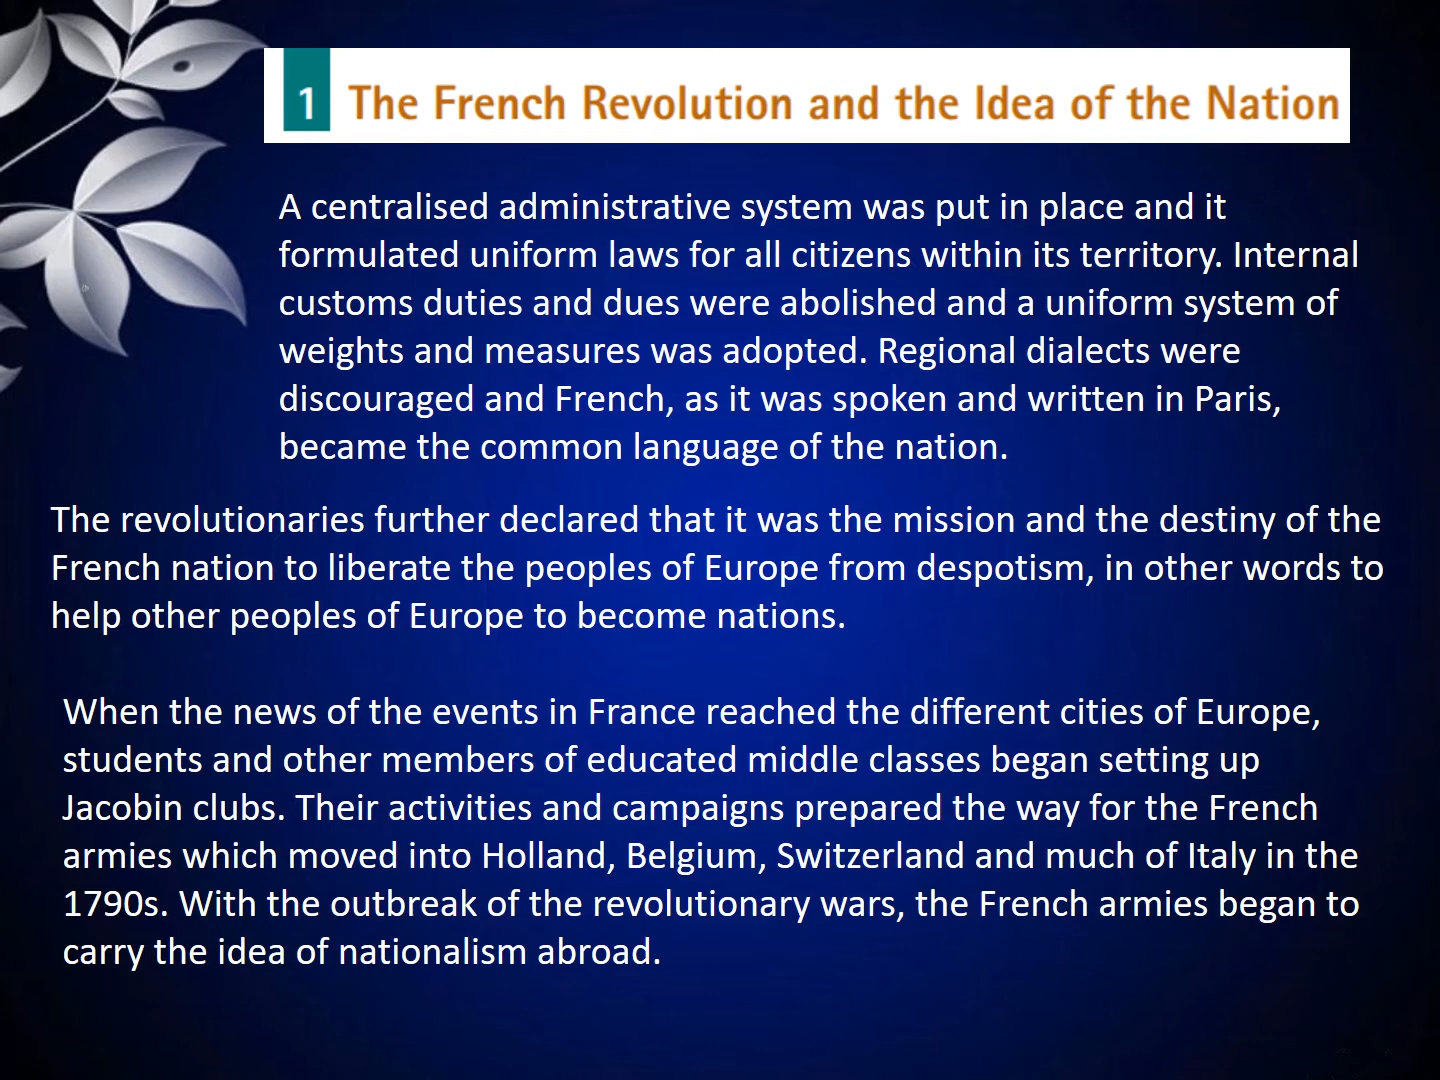 1 The French Revolution and the Idea of the Nation
A centralised administrative system was put in place and it
formulated uniform laws for all citizens within its territory. Internal
customs duties and dues were abolished and a uniform system of
weights and measures was adopted. Regional dialects were
discouraged and French, as it was spoken and written in Paris,
became the common language of the nation.
The revolutionaries further declared that it was the mission and the destiny of the
French nation to liberate the peoples of Europe from despotism, in other words to
help other peoples of Europe to become nations.
When the news of the events in France reached the different cities of Europe,
students and other members of educated middle classes began setting up
Jacobin clubs. Their activities and campaigns prepared the way for the French
armies which moved into Holland, Belgium, Switzerland and much of Italy in the
1790s. With the outbreak of the revolutionary wars, the French armies began to
carry the idea of nationalism abroad.